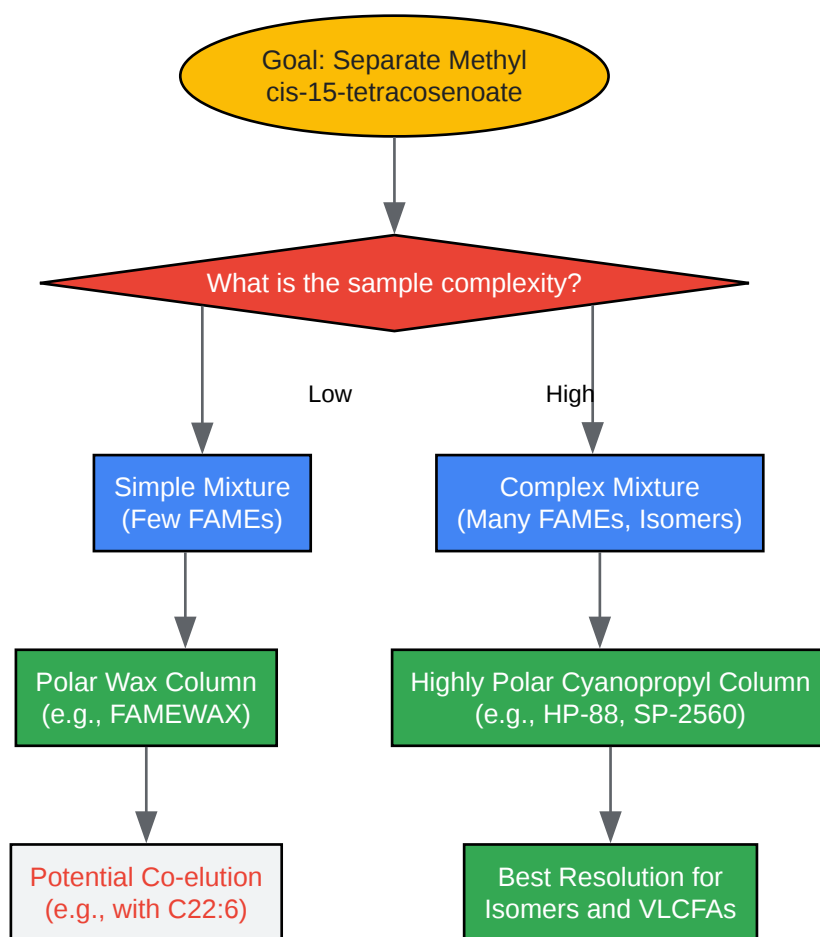 Goal: Separate Methyl
cis-15-tetracosenoate
What is the sample complexity?
Low
High
Simple Mixture
(Few FAMEs)
Complex Mixture
(Many FAMEs, Isomers)
Polar Wax Column
(e.g., FAMEWAX)
Highly Polar Cyanopropyl Column
(e.g., HP-88, SP-2560)
Potential Co-elution
(e.g., with C22:6)
Best Resolution for
Isomers and VLCFAs